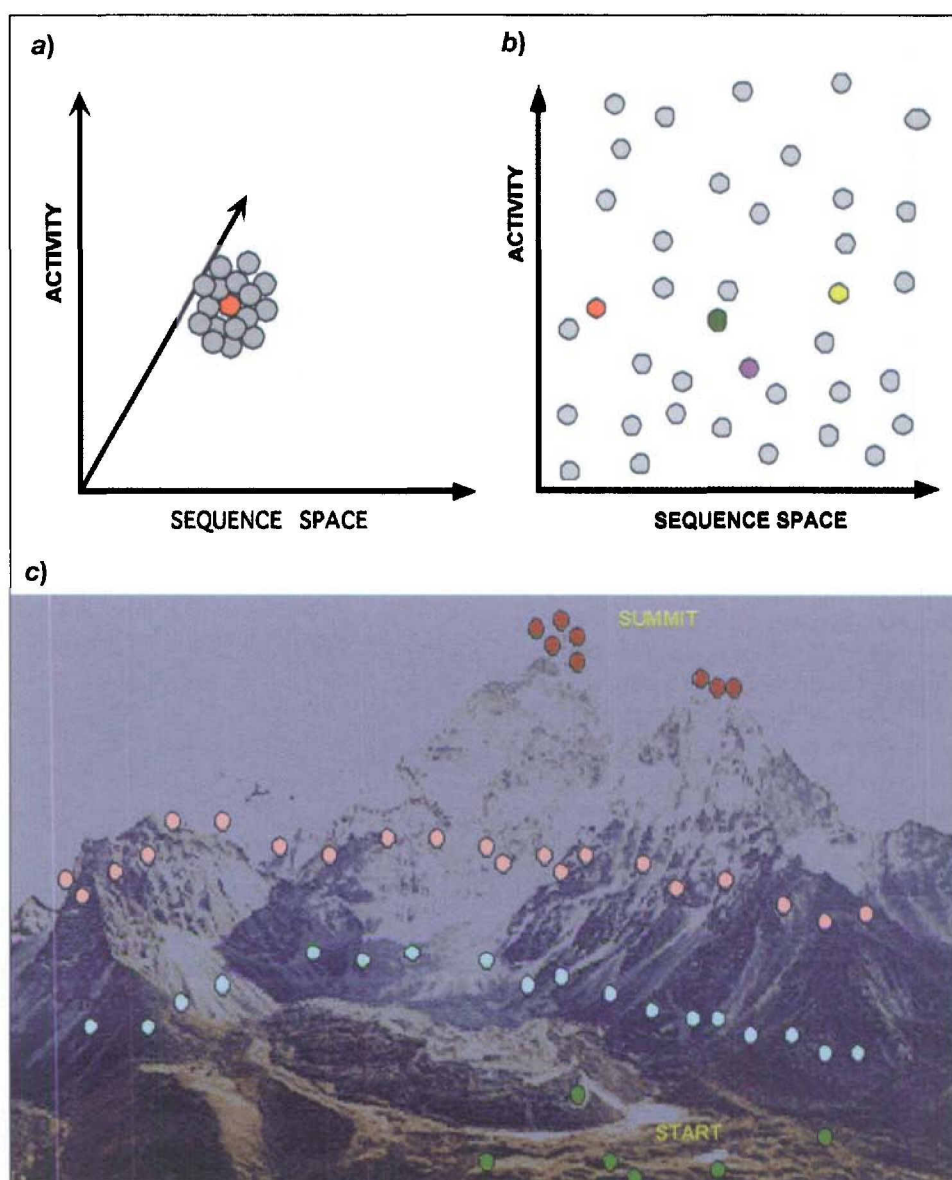 a)
ACTIVITY
SEQUENCE SPACE
b)
ACTIVITY
SEQUENCE SPACE
c)
SUMMIT
START